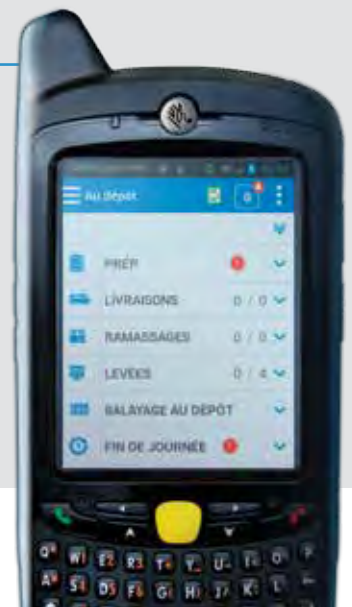 Au dépôt
PRÉP
LIVRAISONS 0 / 0
RAMASSAGES 0 / 0
LEVÉES 0 / 4
BALAYAGE AU DÉPÔT
FIN DE JOURNÉE